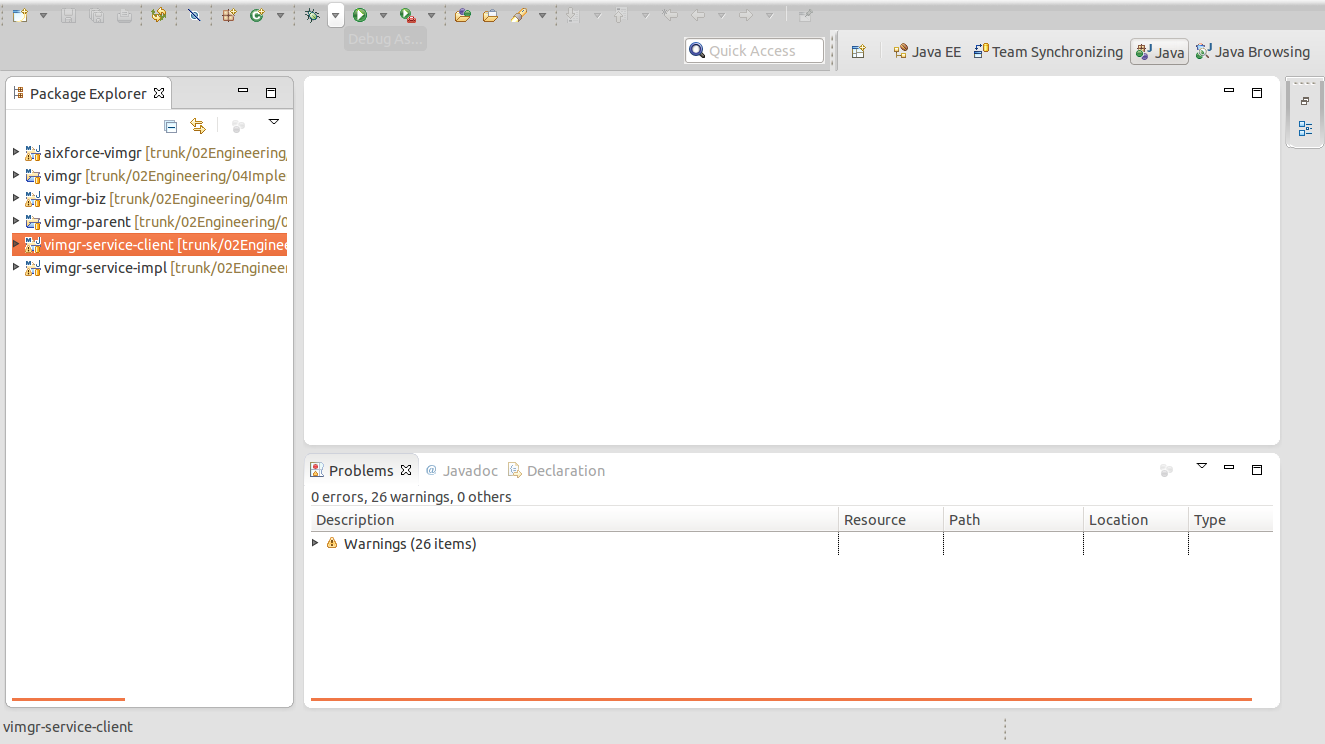 Debug As...
Quick Access
Java EE
Team Synchronizing
Java
Java Browsing
Package Explorer
aixforce-vimgr [trunk/02Engineering/
vimgr [trunk/02Engineering/04Imple
vimgr-biz [trunk/02Engineering/04Im
vimgr-parent [trunk/02Engineering/0
vimgr-service-client [trunk/02Enginee
vimgr-service-impl [trunk/02Engineer
Problems
@ Javadoc
Declaration
0 errors, 26 warnings, 0 others
Description Resource Path Location Type
Warnings (26 items)
vimgr-service-client